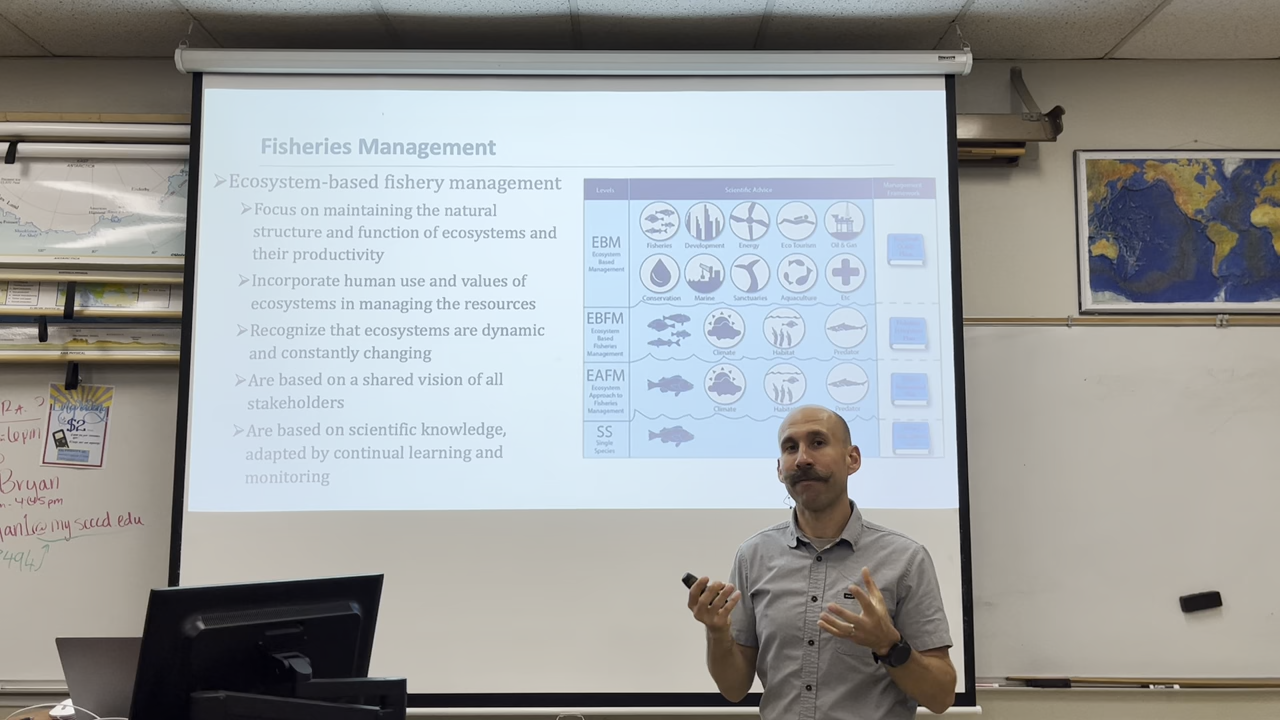 Fisheries Management
➢Ecosystem-based fishery management
➢Focus on maintaining the natural
structure and function of ecosystems and
their productivity
➢Incorporate human use and values of
ecosystems in managing the resources
➢Recognize that ecosystems are dynamic
and constantly changing
➢Are based on a shared vision of all
stakeholders
➢Are based on scientific knowledge,
adapted by continual learning and
monitoring
Levels Scientific Advice Management
EBM
Ecosystem
Based
Management
Fisheries Development Energy Eco Tourism Oil & Gas
Conservation Marine Sanctuaries Aquaculture Etc
EBFM
Ecosystem
Based
Fisheries
Management
Climate Habitat Predator
EAFM
Ecosystem
Approach to
Fisheries
Management
Climate Predator
SS
Single
Species
$2
Bryan
@my.scccd.edu